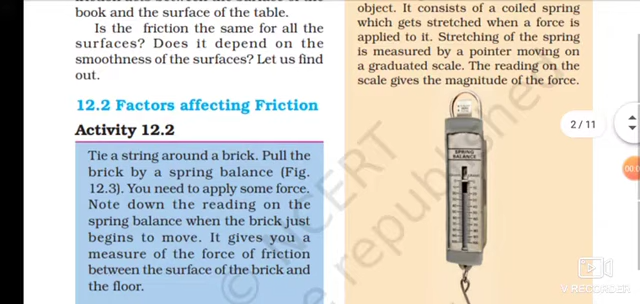 book and the surface of the table.
Is the friction the same for all the
surfaces? Does it depend on the
smoothness of the surfaces? Let us find
out.
12.2 Factors affecting Friction
Activity 12.2
Tie a string around a brick. Pull the
brick by a spring balance (Fig.
12.3). You need to apply some force.
Note down the reading on the
spring balance when the brick just
begins to move. It gives you a
measure of the force of friction
between the surface of the brick and
the floor.
object. It consists of a coiled spring
which gets stretched when a force is
applied to it. Stretching of the spring
is measured by a pointer moving on
a graduated scale. The reading on the
scale gives the magnitude of the force.
SPRING
BALANCE
© NCERT
be republished
2 / 11
00:0
V.RECORDER